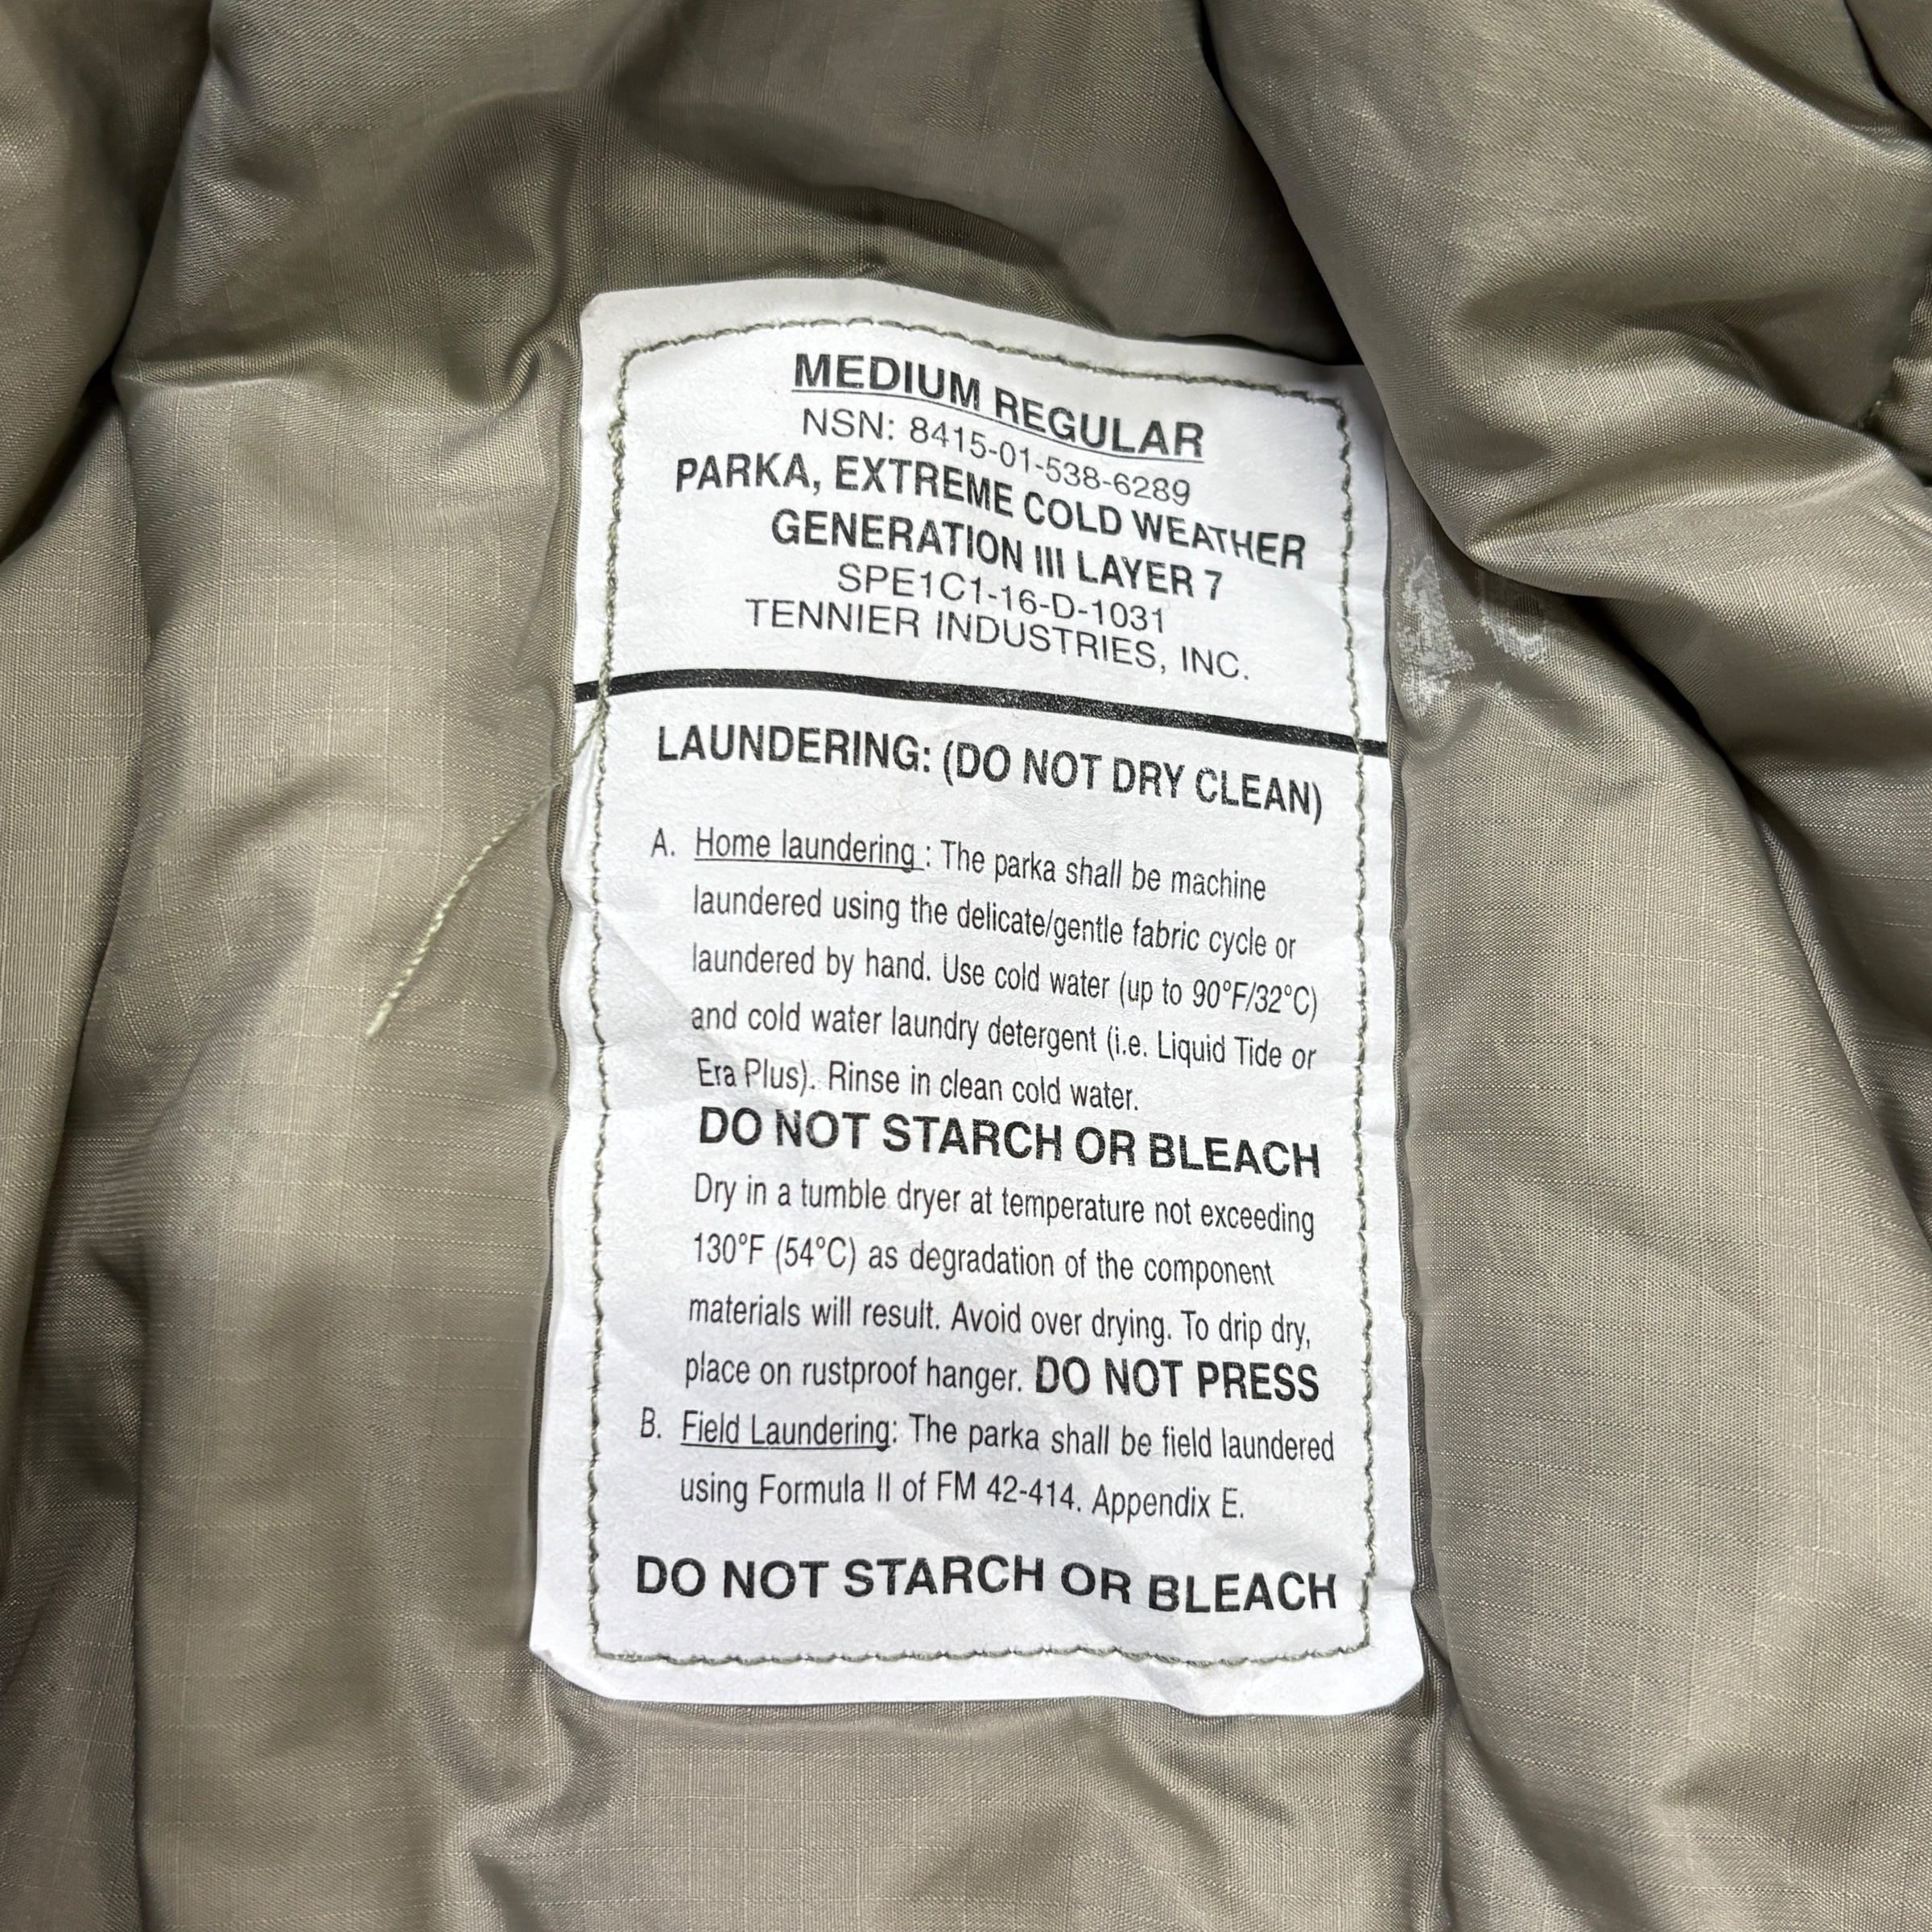 MEDIUM REGULAR
NSN: 8415-01-538-6289
PARKA, EXTREME COLD WEATHER
GENERATION III LAYER 7
SPE1C1-16-D-1031
TENNIER INDUSTRIES, INC.
LAUNDERING: (DO NOT DRY CLEAN)
A. Home laundering : The parka shall be machine
laundered using the delicate/gentle fabric cycle or
laundered by hand. Use cold water (up to 90°F/32°C)
and cold water laundry detergent (i.e. Liquid Tide or
Era Plus). Rinse in clean cold water.
DO NOT STARCH OR BLEACH
Dry in a tumble dryer at temperature not exceeding
130°F (54°C) as degradation of the component
materials will result. Avoid over drying. To drip dry,
place on rustproof hanger. DO NOT PRESS
B. Field Laundering: The parka shall be field laundered
using Formula II of FM 42-414. Appendix E.
DO NOT STARCH OR BLEACH